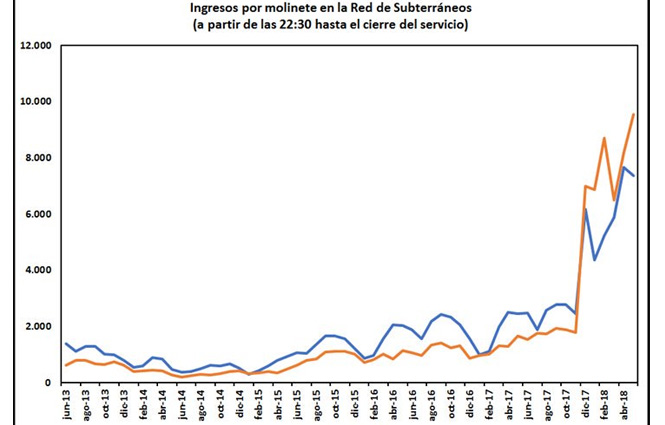 Ingresos por molinete en la Red de Subterráneos
(a partir de las 22:30 hasta el cierre del servicio)
12.000
10.000
8.000
6.000
4.000
2.000
0
jun-13
ago-13
oct-13
dic-13
feb-14
abr-14
jun-14
ago-14
oct-14
dic-14
feb-15
abr-15
jun-15
ago-15
oct-15
dic-15
feb-16
abr-16
jun-16
ago-16
oct-16
dic-16
feb-17
abr-17
jun-17
ago-17
oct-17
dic-17
feb-18
abr-18